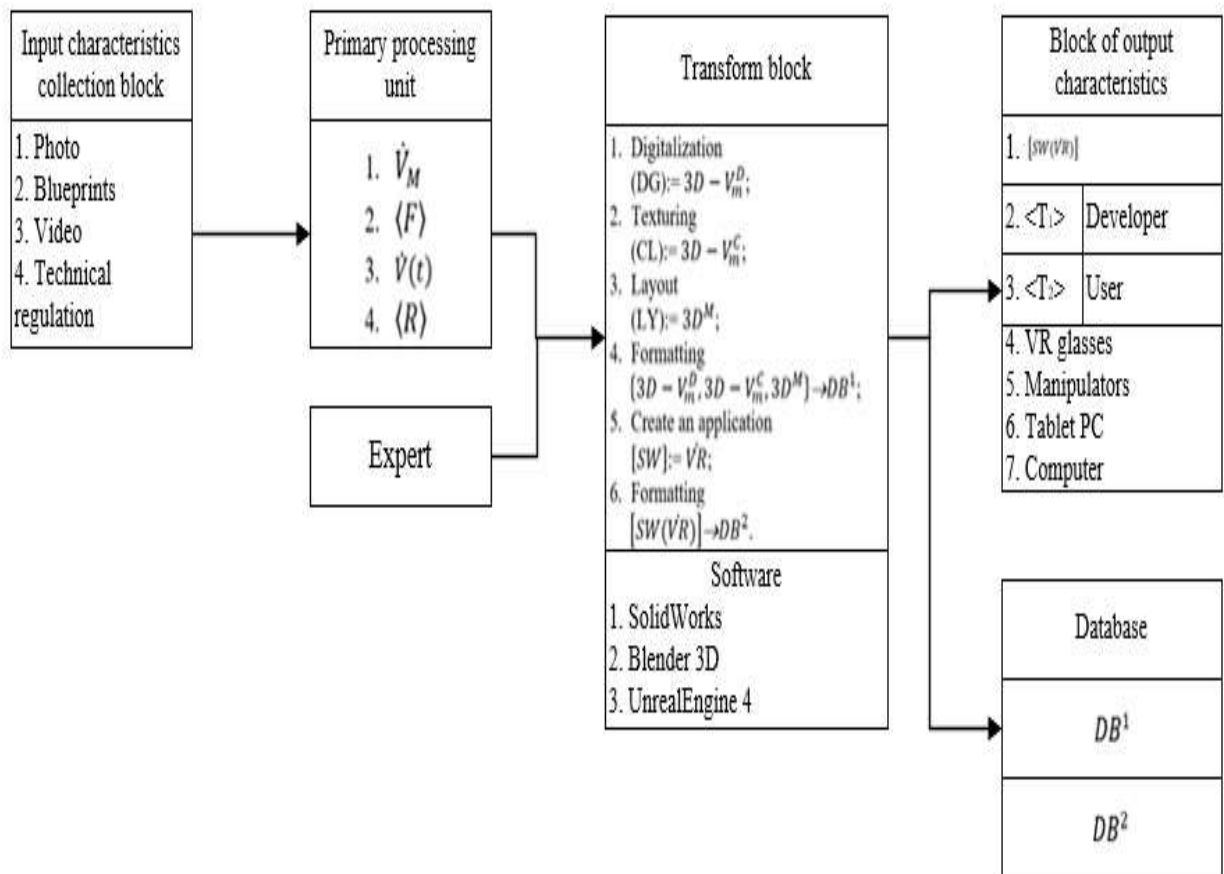 Input characteristics
collection block
1. Photo
2. Blueprints
3. Video
4. Technical
regulation
Primary processing
unit
1. V̇_M
2. ⟨F⟩
3. V̇(t)
4. ⟨R⟩
Expert
Transform block
1. Digitalization
(DG):= 3D − V_m^D;
2. Texturing
(CL):= 3D − V_m^C;
3. Layout
(LY):= 3D^M;
4. Formatting
[3D − V_m^D, 3D − V_m^C, 3D^M]→DB^1;
5. Create an application
[SW]:= V̇R;
6. Formatting
[SW(V̇R)]→DB^2.
Software
1. SolidWorks
2. Blender 3D
3. UnrealEngine 4
Block of output
characteristics
1. [SW(VR)]
2. <T₁> Developer
3. <T₂> User
4. VR glasses
5. Manipulators
6. Tablet PC
7. Computer
Database
DB^1
DB^2